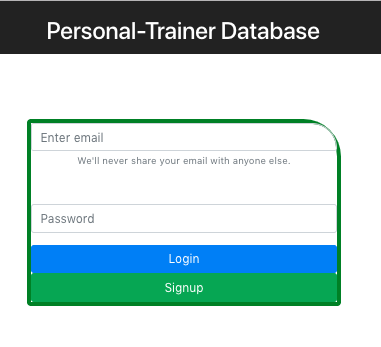 Personal-Trainer Database
Enter email
We'll never share your email with anyone else.
Password
Login
Signup